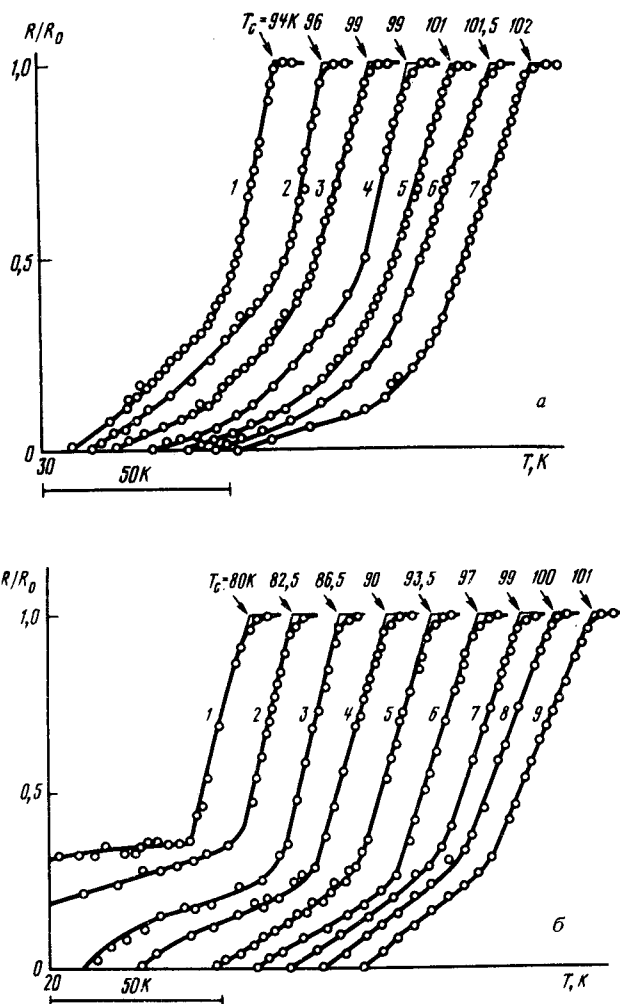 R/R₀
T_c=94K 96 99 99 101 101,5 102
1,0
1 2 3 4 5 6 7
0,5
а
0
30
T, K
50K
R/R₀
T_c=80K 82,5 86,5 90 93,5 97 99 100 101
1,0
1 2 3 4 5 6 7 8 9
0,5
б
0
20
T, K
50K